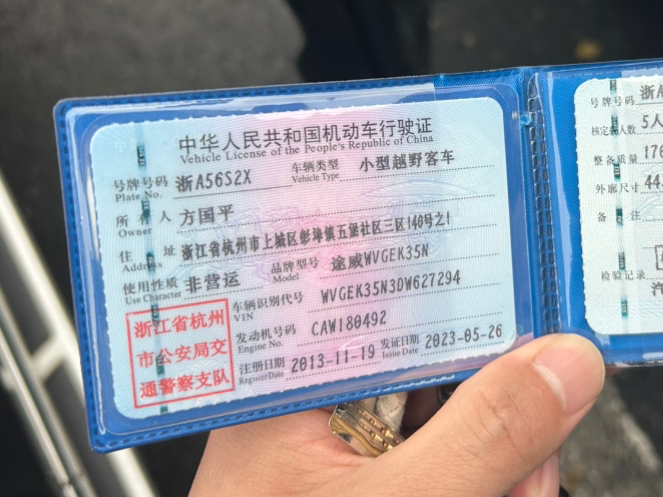 中华人民共和国机动车行驶证
Vehicle License of the People's Republic of China
号牌号码 浙A56S2X 车辆类型 小型越野客车
Plate No. Vehicle Type
所有人 方国平
Owner
住址 浙江省杭州市上城区彭埠镇五堡社区三区140号之1
Address
使用性质 非营运 品牌型号 途威WVGEK35N
Use Character Model
车辆识别代号 WVGEK35N3DW627294
VIN
发动机号码 CAW180492
Engine No.
注册日期 2013-11-19 发证日期 2023-05-26
Register Date Issue Date
浙江省杭州
市公安局交
通警察支队
号牌号码 浙A
核定载人数 5人
整备质量 176
外廓尺寸 44
备注
检验记录